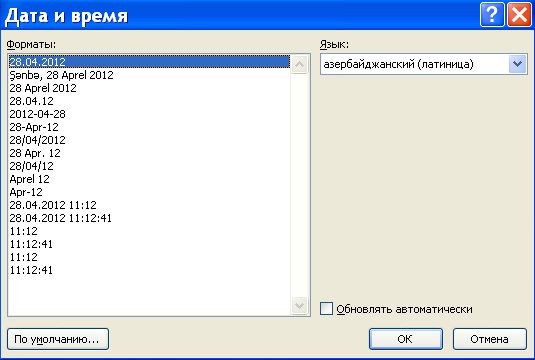 Дата и время
Форматы:
Язык:
28.04.2012
азербайджанский (латиница)
Şənbə, 28 Aprel 2012
28 Aprel 2012
28.04.12
2012-04-28
28-Apr-12
28/04/2012
28 Apr. 12
28/04/12
Aprel 12
Apr-12
28.04.2012 11:12
28.04.2012 11:12:41
11:12
11:12:41
11:12
11:12:41
Обновлять автоматически
По умолчанию...
ОК
Отмена